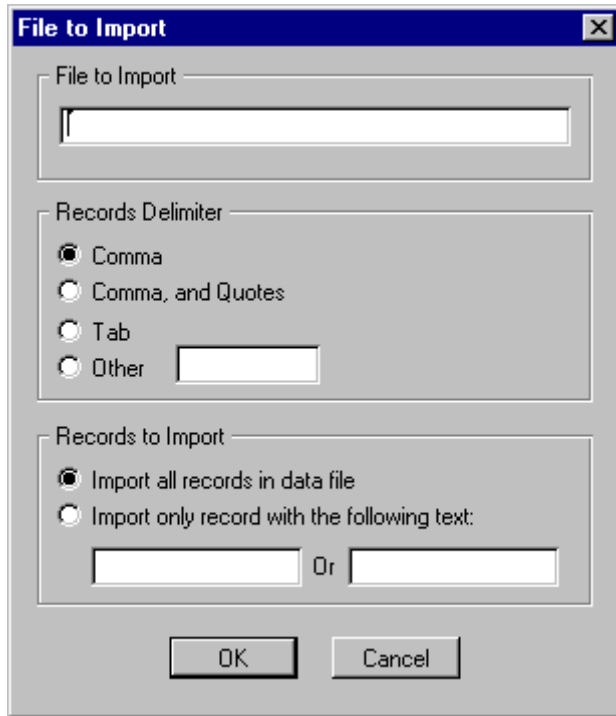 File to Import
File to Import
Records Delimiter
Comma
Comma, and Quotes
Tab
Other
Records to Import
Import all records in data file
Import only record with the following text:
Or
OK Cancel